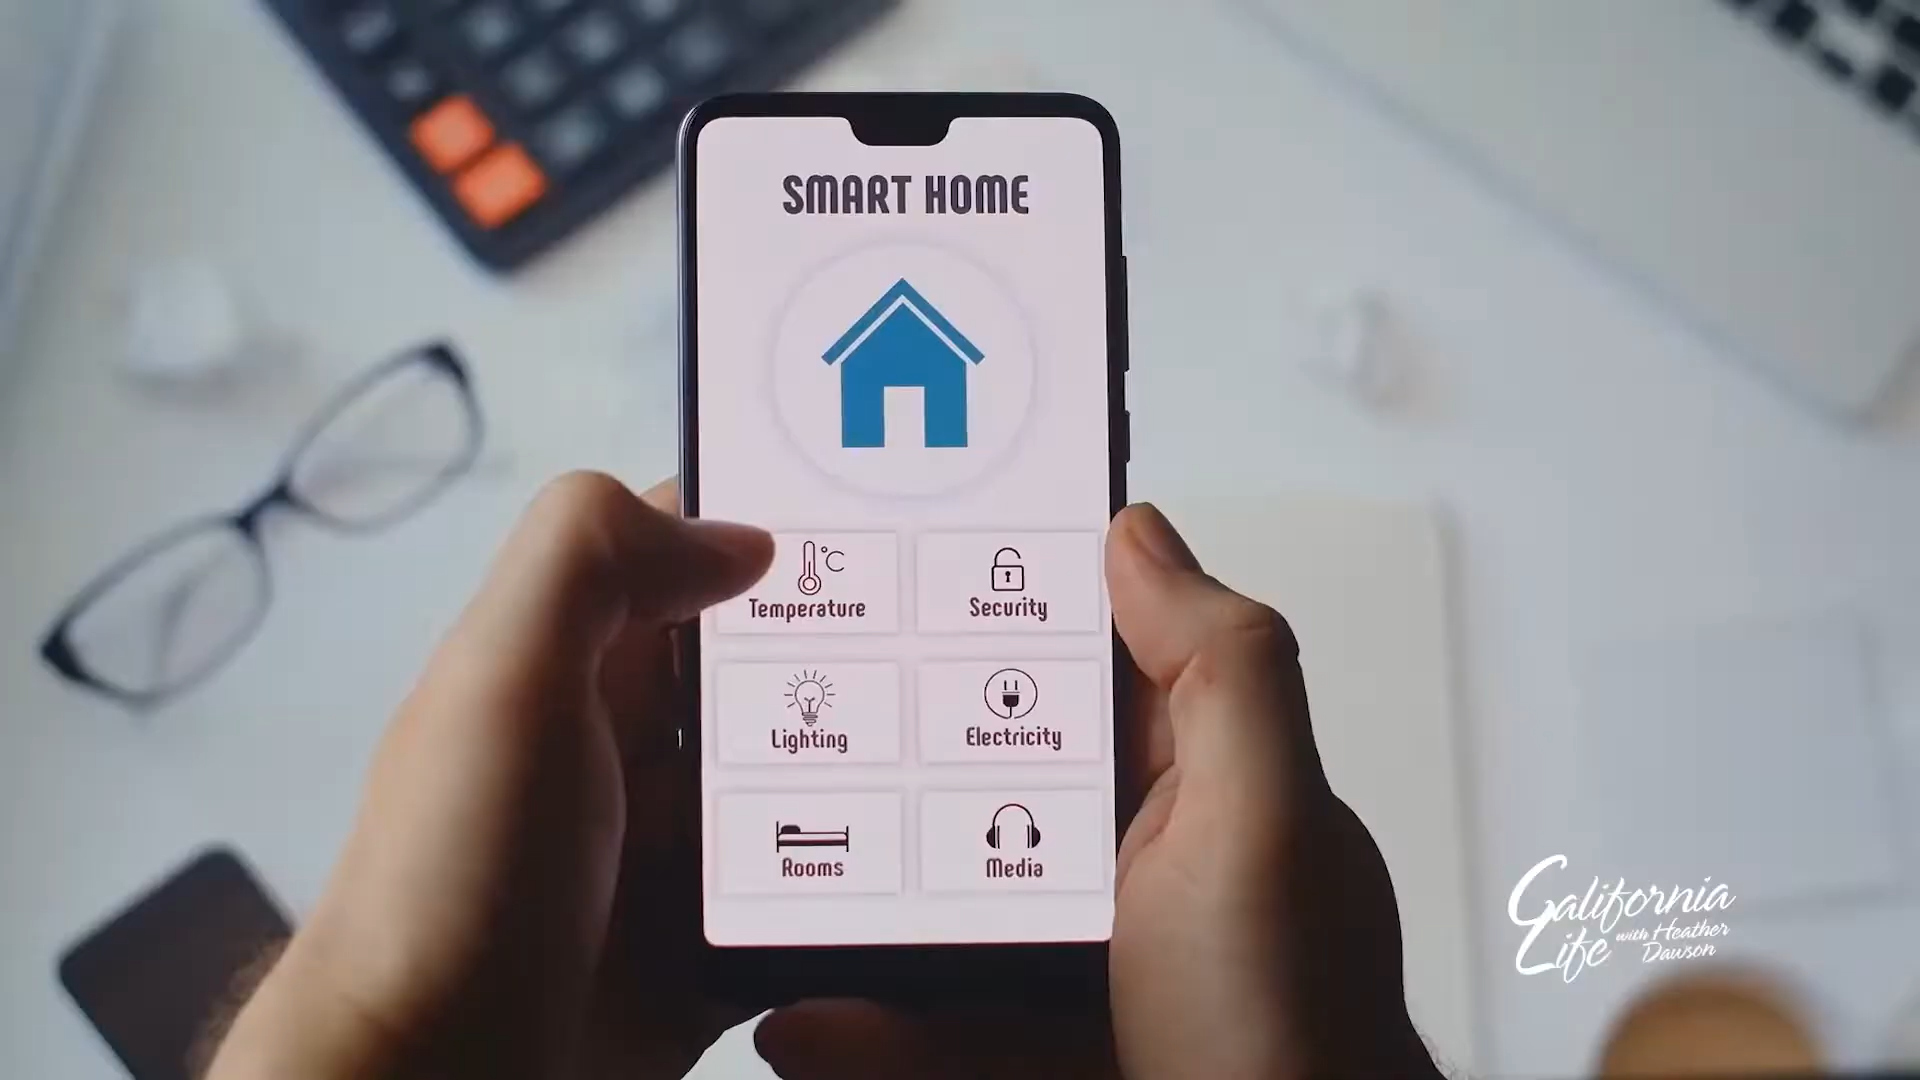 SMART HOME
°C
Temperature
Security
Lighting
Electricity
Rooms
Media
California
Life with Heather
Dawson